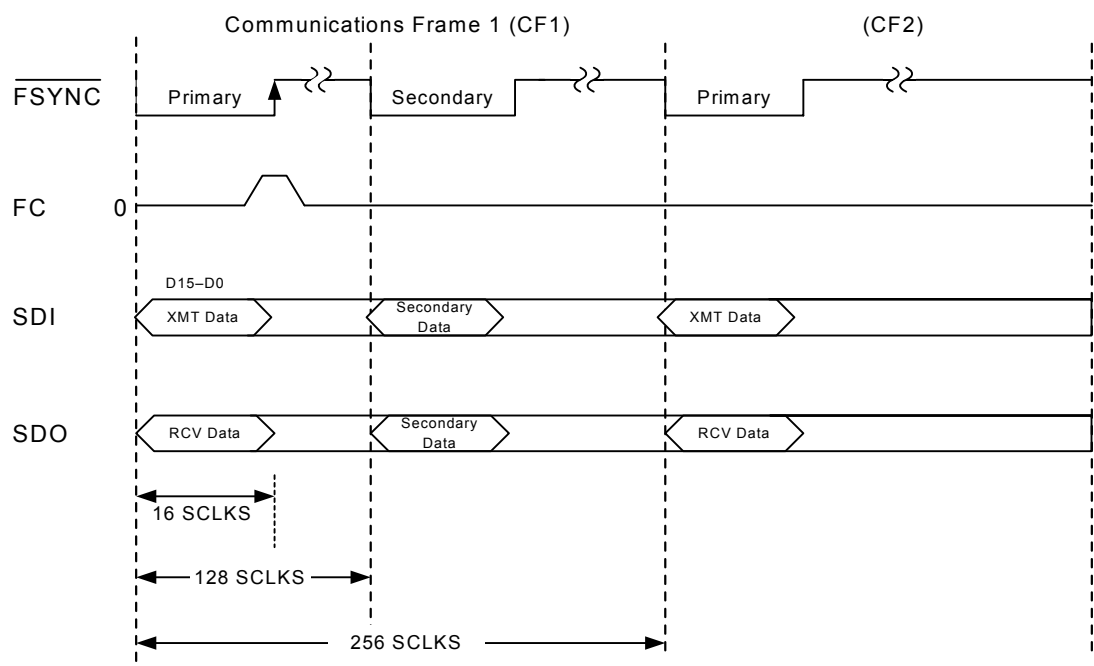 Communications Frame 1 (CF1)
(CF2)
FSYNC
Primary
Secondary
Primary
FC
0
D15–D0
SDI
XMT Data
Secondary
Data
XMT Data
SDO
RCV Data
Secondary
Data
RCV Data
16 SCLKS
128 SCLKS
256 SCLKS